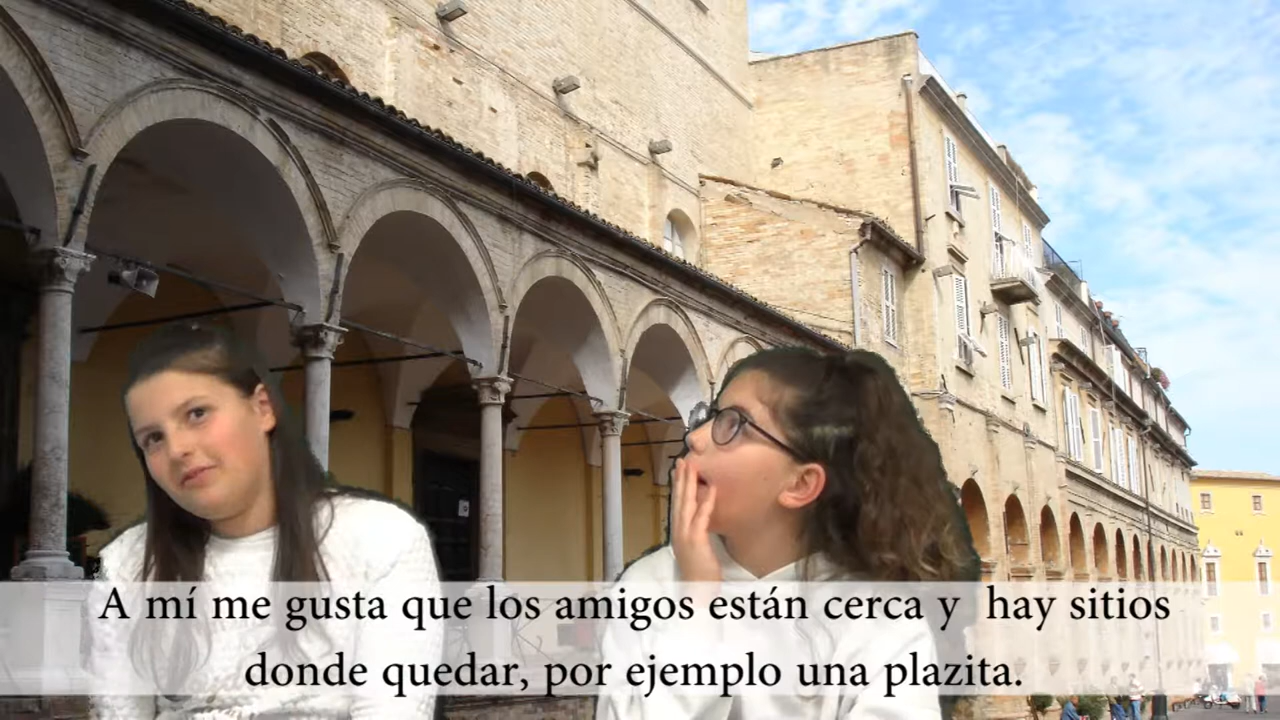 A mí me gusta que los amigos están cerca y hay sitios
donde quedar, por ejemplo una plazita.